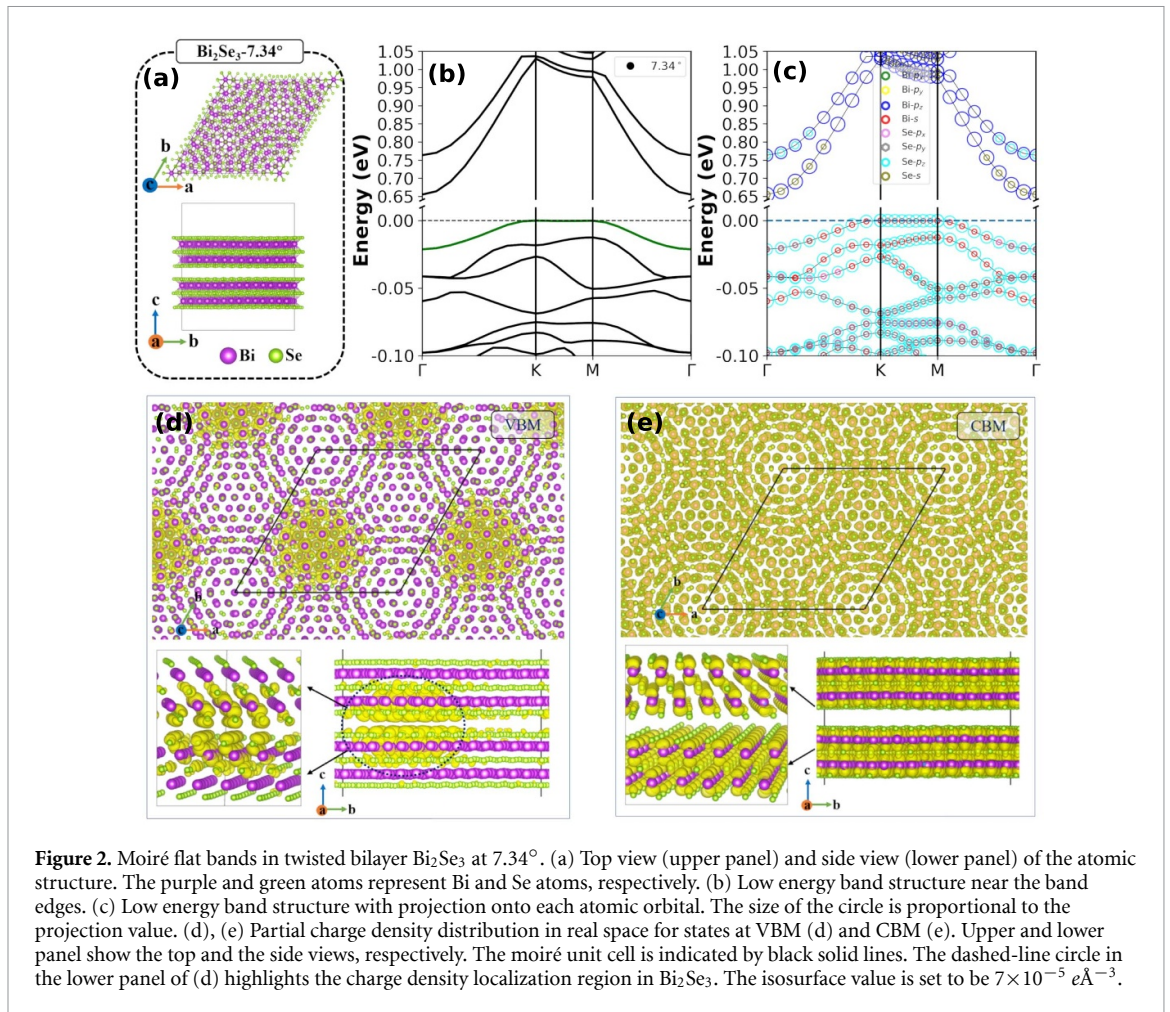 Bi₂Se₃-7.34°
(a)
b
c
a
c
a
b
Bi
Se
(b)
7.34°
Energy (eV)
1.05
1.00
0.95
0.90
0.85
0.80
0.75
0.70
0.65
0.00
-0.05
-0.10
Γ
K
M
Γ
(c)
Energy (eV)
1.05
1.00
0.95
0.90
0.85
0.80
0.75
0.70
0.65
0.00
-0.05
-0.10
Bi-pᵧ
Bi-p_z
Bi-s
Se-pₓ
Se-pᵧ
Se-p_z
Se-s
Γ
K
M
Γ
(d)
VBM
b
c
a
c
a
b
(e)
CBM
b
c
a
c
a
b
Figure 2. Moiré flat bands in twisted bilayer Bi₂Se₃ at 7.34°. (a) Top view (upper panel) and side view (lower panel) of the atomic
structure. The purple and green atoms represent Bi and Se atoms, respectively. (b) Low energy band structure near the band
edges. (c) Low energy band structure with projection onto each atomic orbital. The size of the circle is proportional to the
projection value. (d), (e) Partial charge density distribution in real space for states at VBM (d) and CBM (e). Upper and lower
panel show the top and the side views, respectively. The moiré unit cell is indicated by black solid lines. The dashed-line circle in
the lower panel of (d) highlights the charge density localization region in Bi₂Se₃. The isosurface value is set to be 7×10⁻⁵ eÅ⁻³.